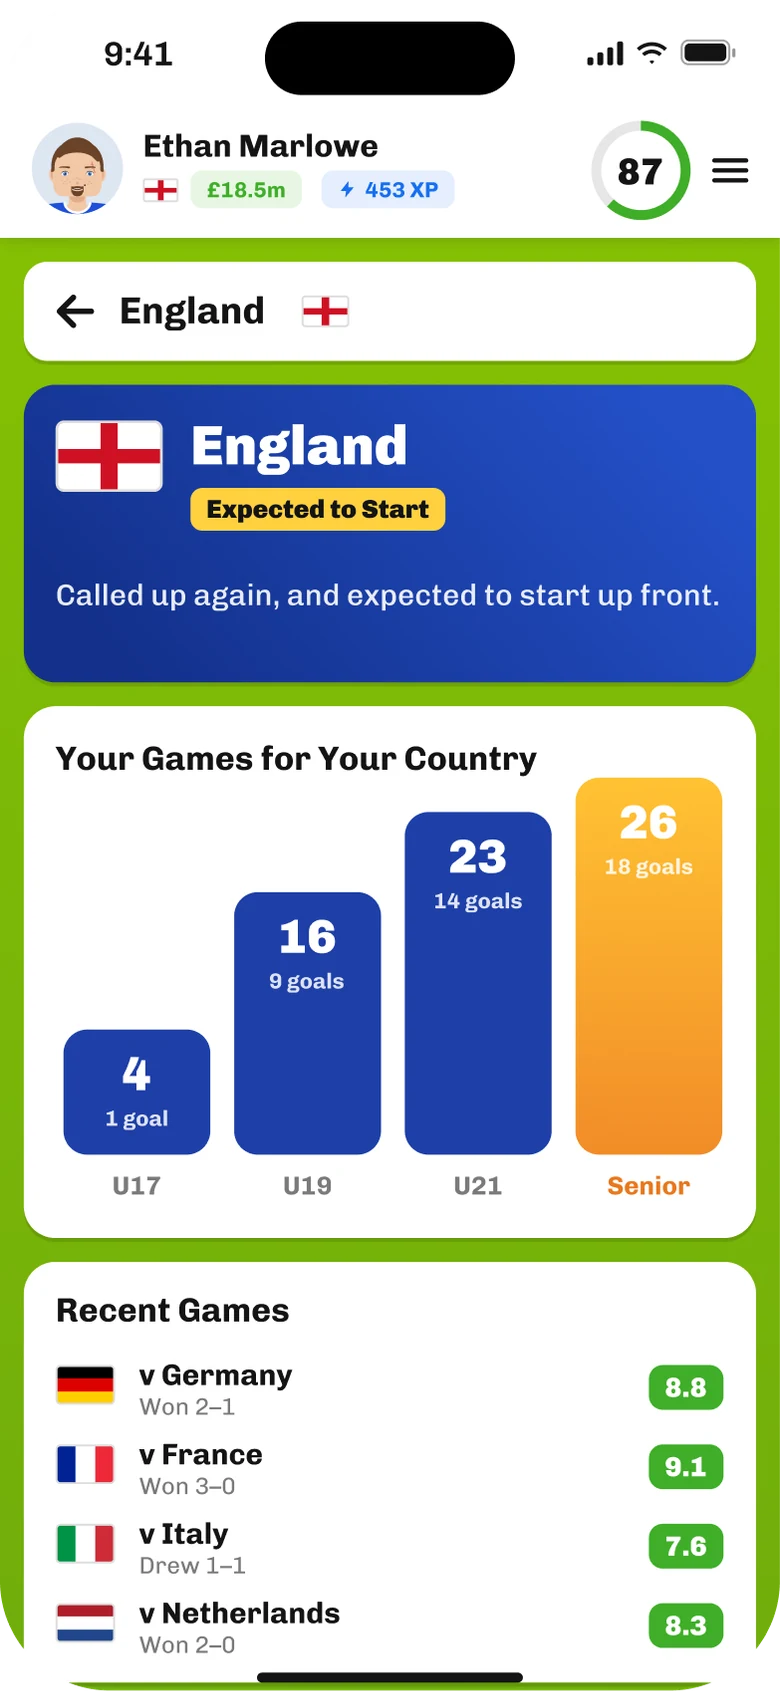 9:41
Ethan Marlowe
£18.5m
453 XP
87
England
England
Expected to Start
Called up again, and expected to start up front.
Your Games for Your Country
4
1 goal
U17
16
9 goals
U19
23
14 goals
U21
26
18 goals
Senior
Recent Games
v Germany
Won 2–1
8.8
v France
Won 3–0
9.1
v Italy
Drew 1–1
7.6
v Netherlands
Won 2–0
8.3